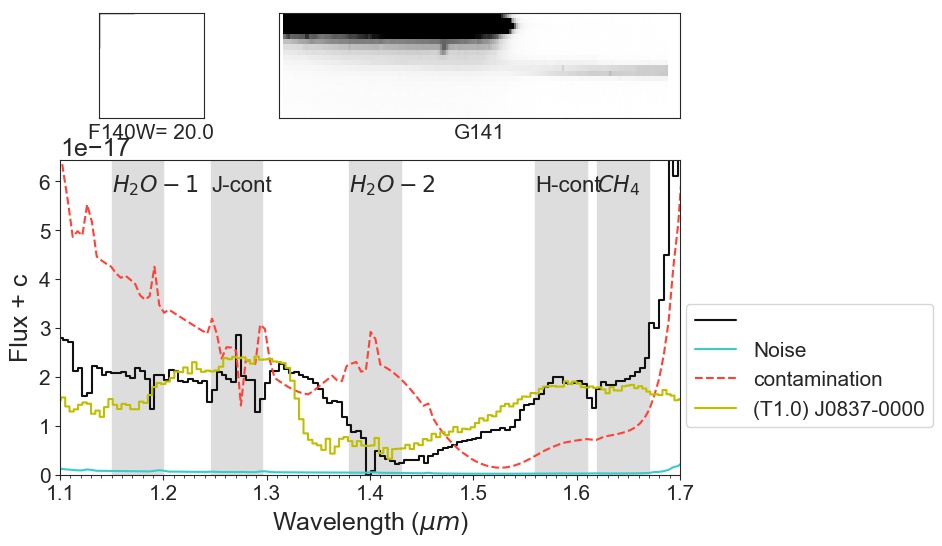 F140W= 20.0
G141
1e−17
H₂O − 1 J-cont H₂O − 2 H-cont CH₄
6
5
4
3
2
1
0
Flux + c
1.1 1.2 1.3 1.4 1.5 1.6 1.7
Wavelength (μm)
Noise
contamination
(T1.0) J0837-0000